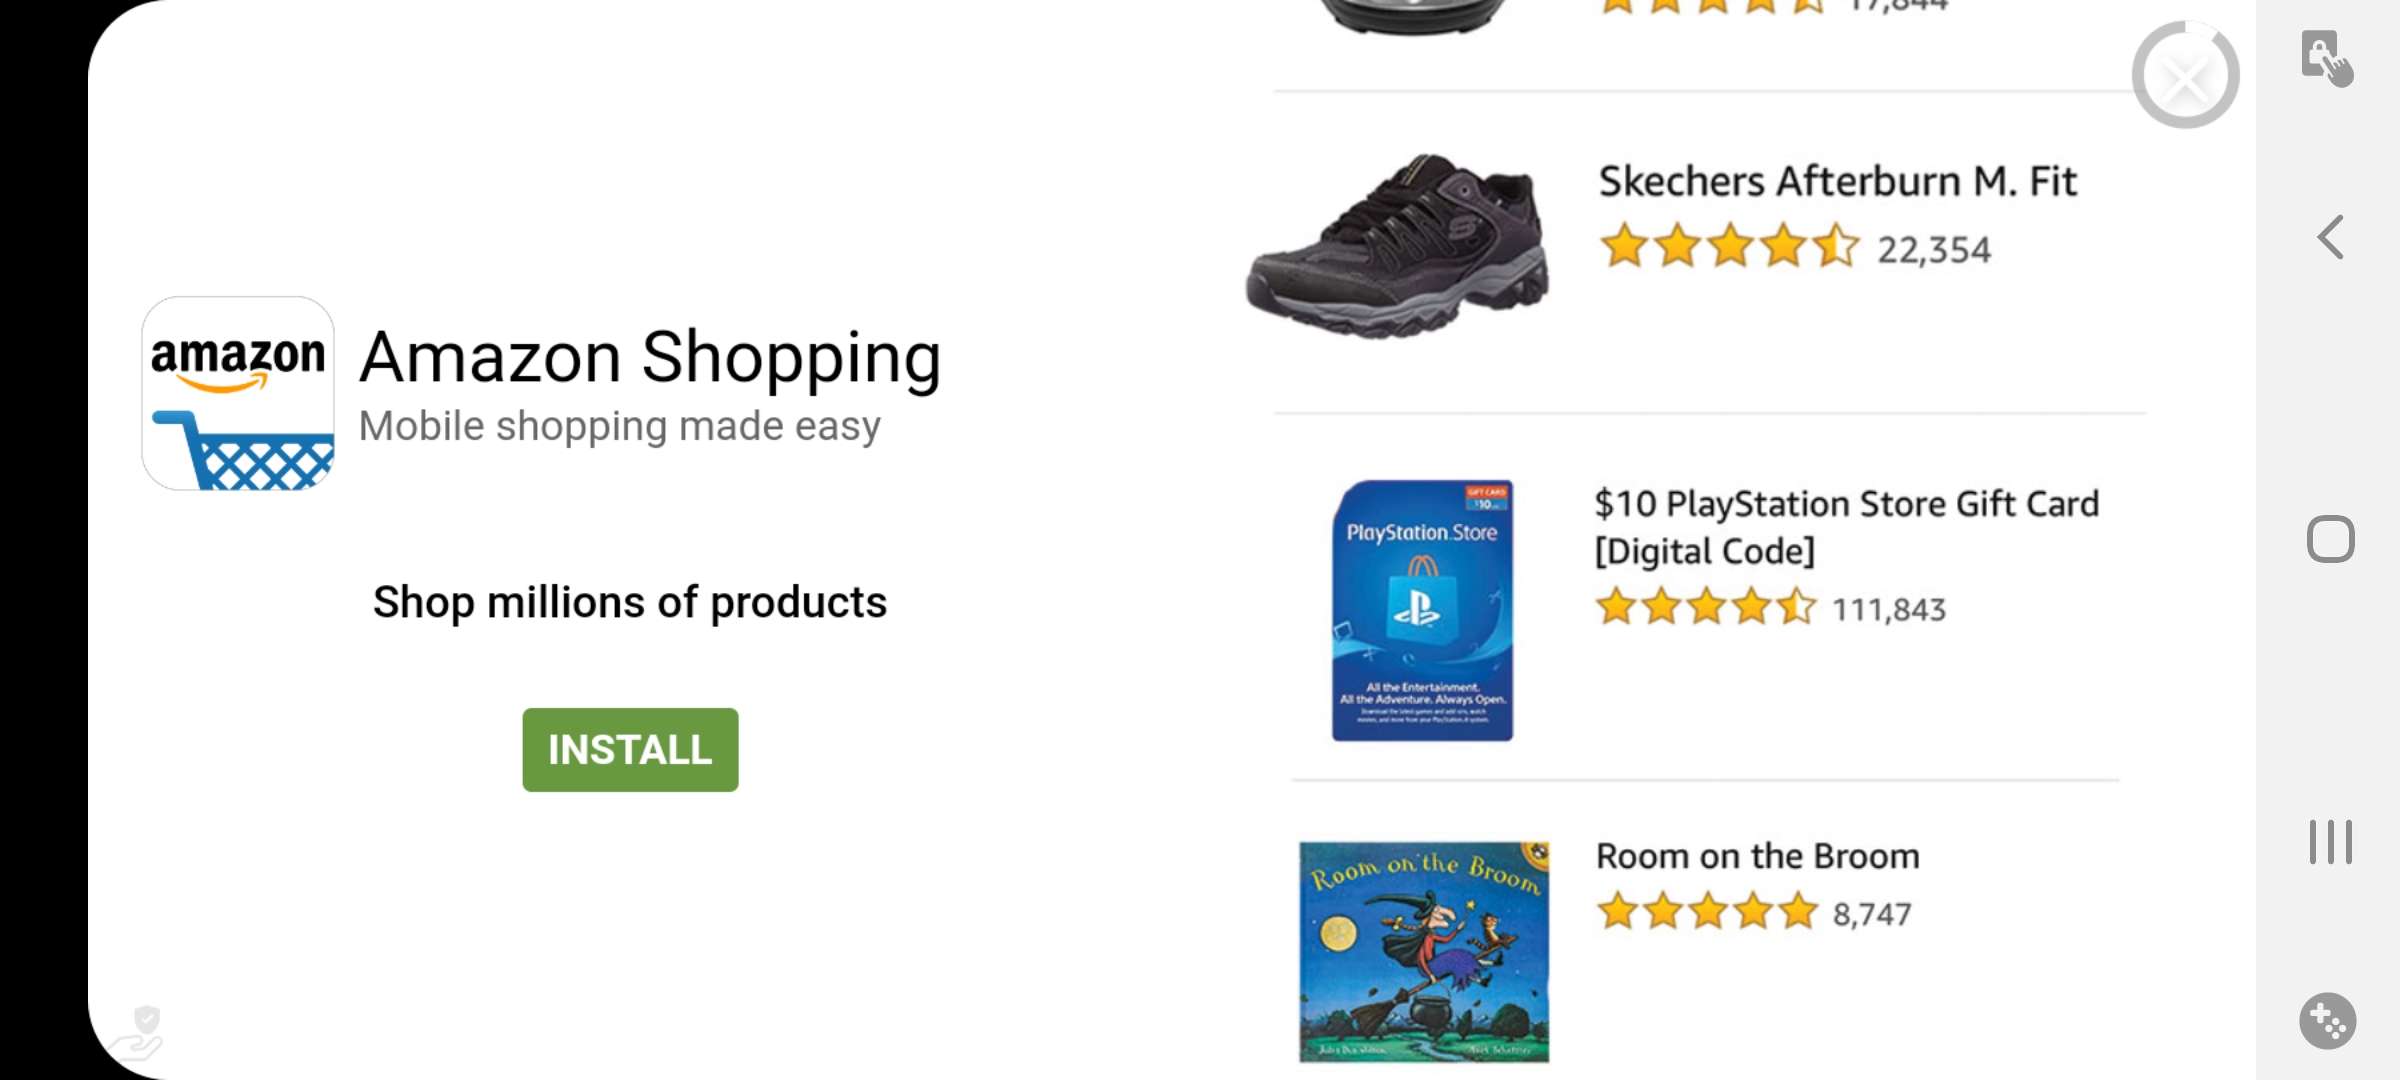 amazon
Amazon Shopping
Mobile shopping made easy
Shop millions of products
INSTALL
17,844
Skechers Afterburn M. Fit
22,354
GIFT CARD
$10
PlayStation Store
All the Entertainment.
All the Adventure. Always Open.
$10 PlayStation Store Gift Card
[Digital Code]
111,843
Room on the Broom
Room on the Broom
8,747